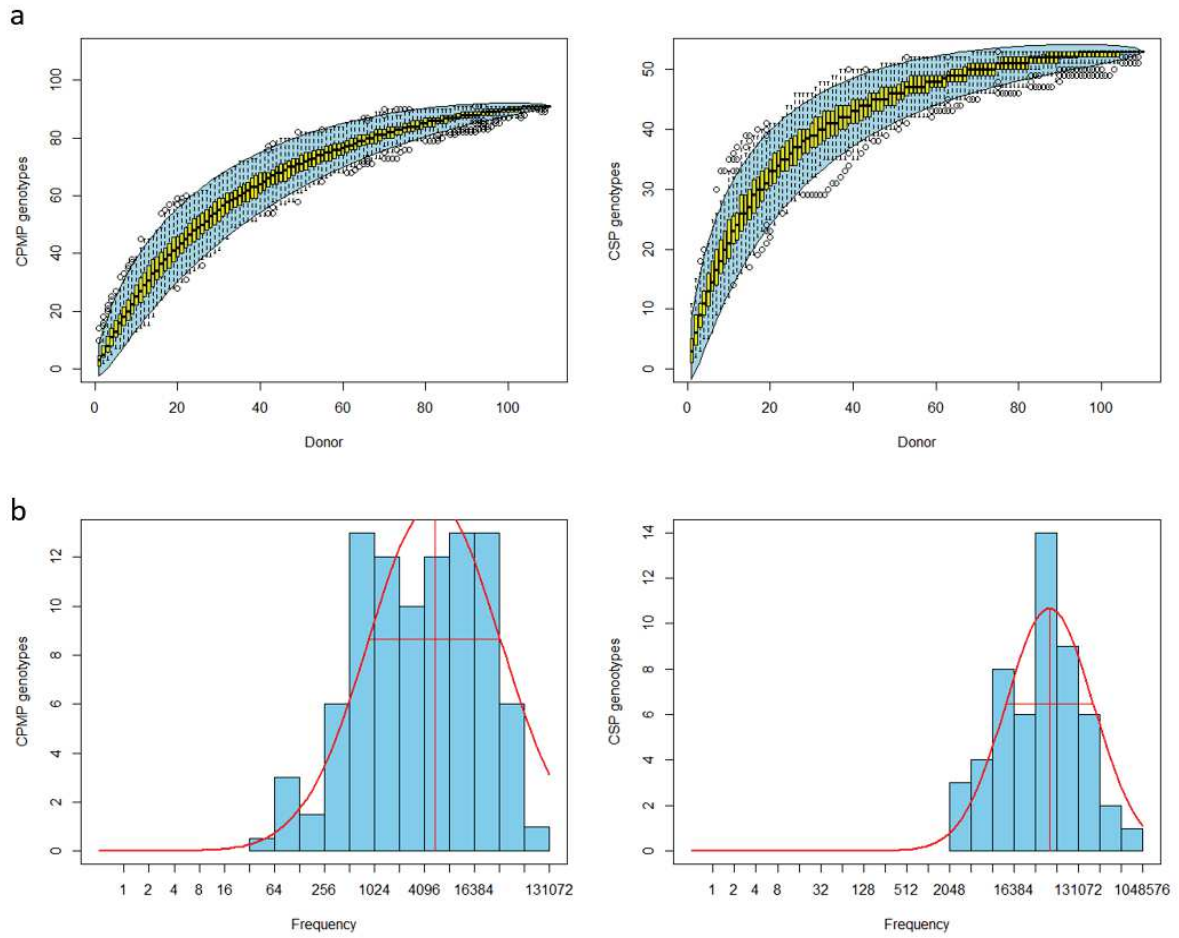 a
CPMP genotypes
0 20 40 60 80 100
0 20 40 60 80 100
Donor
CSP genotypes
0 10 20 30 40 50
0 20 40 60 80 100
Donor
b
CPMP genotypes
0 2 4 6 8 10 12
1 2 4 8 16 64 256 1024 4096 16384 131072
Frequency
CSP genootypes
0 2 4 6 8 10 12 14
1 2 4 8 32 128 512 2048 16384 131072 1048576
Frequency